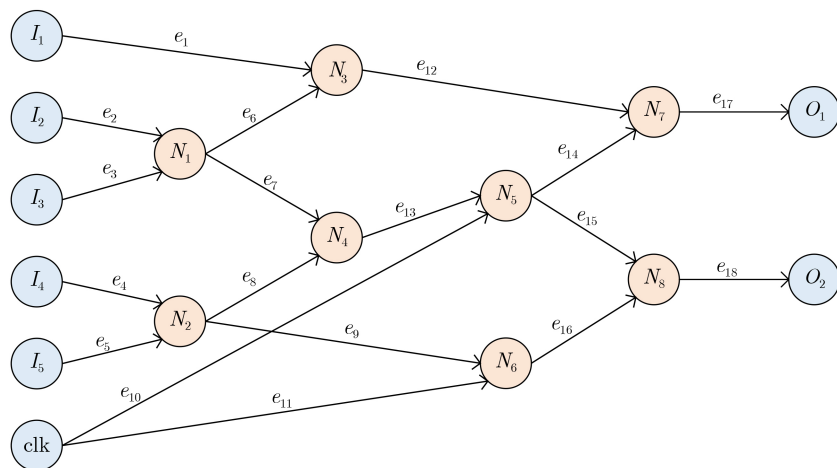 I₁
e₁
N₃
e₁₂
I₂
e₂
e₆
N₇
e₁₇
O₁
N₁
I₃
e₃
e₇
e₁₄
N₅
e₁₃
e₁₅
N₄
I₄
e₄
e₈
N₈
e₁₈
O₂
N₂
I₅
e₅
e₉
e₁₆
N₆
e₁₀
e₁₁
clk